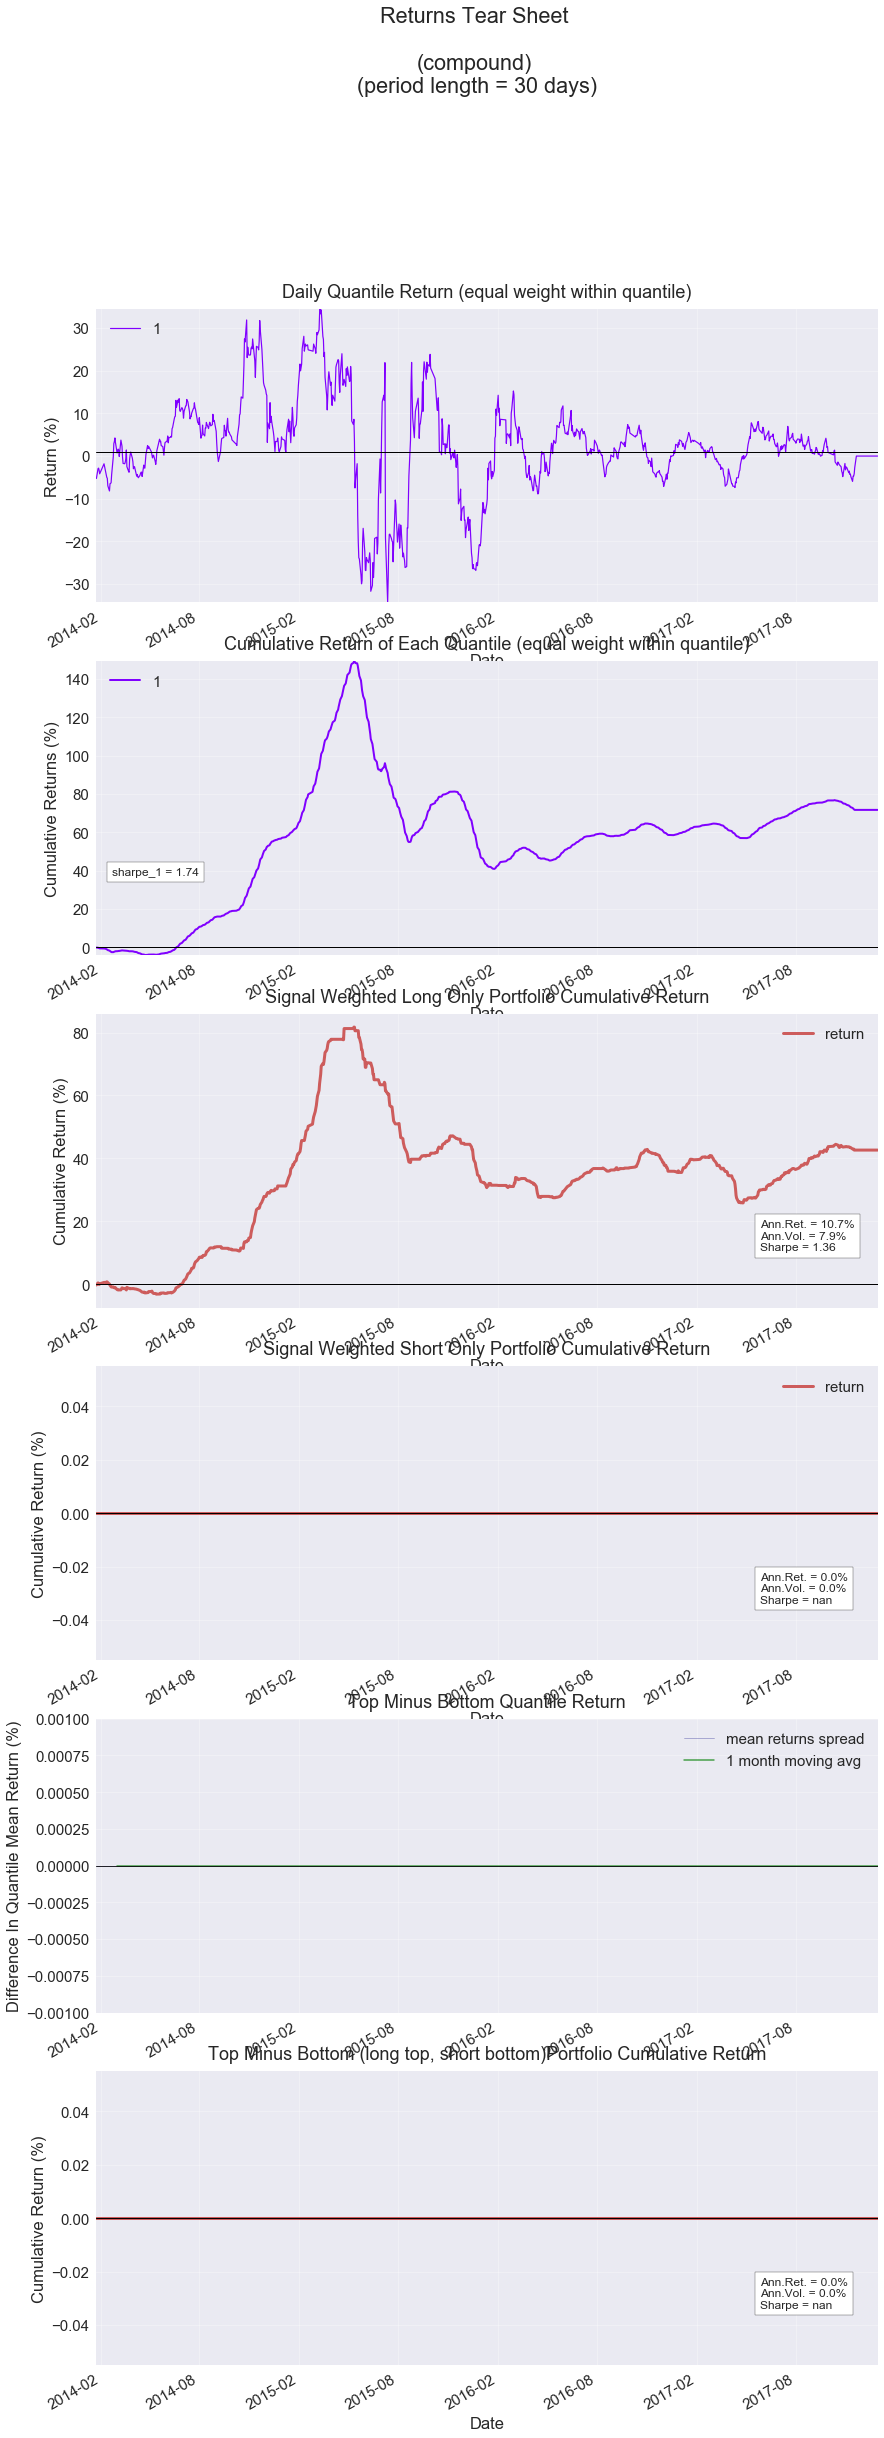 Returns Tear Sheet
(compound)
(period length = 30 days)
Daily Quantile Return (equal weight within quantile)
1
Return (%)
30
20
10
0
−10
−20
−30
2014-02 2014-08 2015-02 2015-08 2016-02 2016-08 2017-02 2017-08
Date
Cumulative Return of Each Quantile (equal weight within quantile)
1
Cumulative Returns (%)
140
120
100
80
60
40
20
0
sharpe_1 = 1.74
2014-02 2014-08 2015-02 2015-08 2016-02 2016-08 2017-02 2017-08
Date
Signal Weighted Long Only Portfolio Cumulative Return
return
Cumulative Return (%)
80
60
40
20
0
Ann.Ret. = 10.7%
Ann.Vol. = 7.9%
Sharpe = 1.36
2014-02 2014-08 2015-02 2015-08 2016-02 2016-08 2017-02 2017-08
Date
Signal Weighted Short Only Portfolio Cumulative Return
return
Cumulative Return (%)
0.04
0.02
0.00
−0.02
−0.04
Ann.Ret. = 0.0%
Ann.Vol. = 0.0%
Sharpe = nan
2014-02 2014-08 2015-02 2015-08 2016-02 2016-08 2017-02 2017-08
Date
Top Minus Bottom Quantile Return
mean returns spread
1 month moving avg
Difference In Quantile Mean Return (%)
0.00100
0.00075
0.00050
0.00025
0.00000
−0.00025
−0.00050
−0.00075
−0.00100
2014-02 2014-08 2015-02 2015-08 2016-02 2016-08 2017-02 2017-08
Top Minus Bottom (long top, short bottom)Portfolio Cumulative Return
Cumulative Return (%)
0.04
0.02
0.00
−0.02
−0.04
Ann.Ret. = 0.0%
Ann.Vol. = 0.0%
Sharpe = nan
2014-02 2014-08 2015-02 2015-08 2016-02 2016-08 2017-02 2017-08
Date